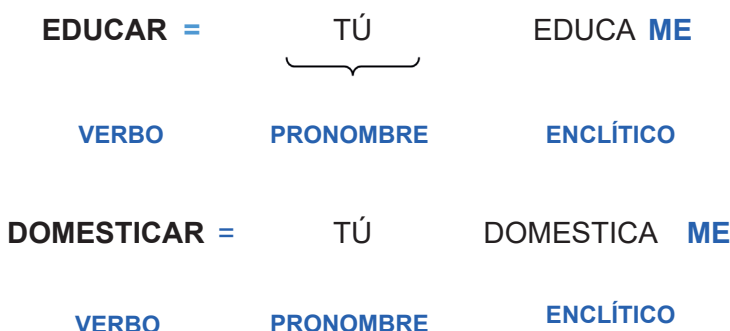 EDUCAR = TÚ EDUCA ME
VERBO PRONOMBRE ENCLÍTICO
DOMESTICAR = TÚ DOMESTICA ME
VERBO PRONOMBRE ENCLÍTICO